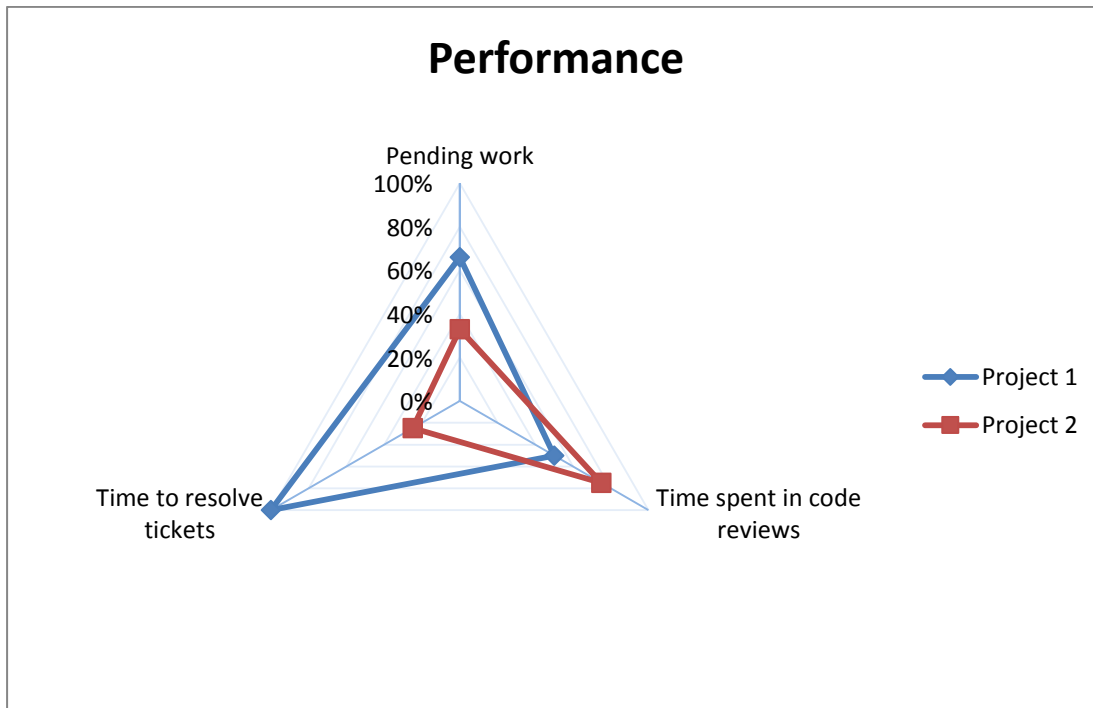 Performance
Pending work
100%
80%
60%
40%
20%
0%
Time to resolve
tickets
Time spent in code
reviews
Project 1
Project 2